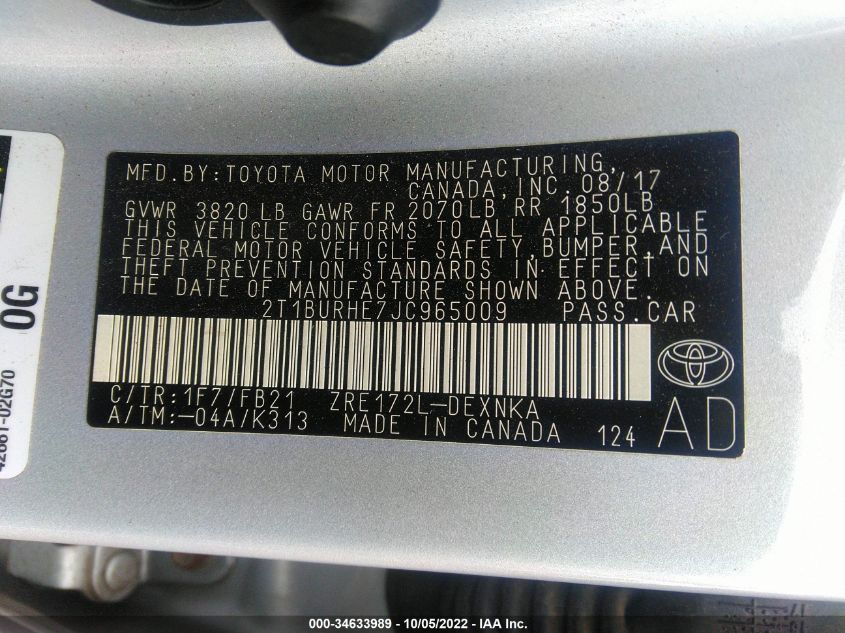 MFD.BY:TOYOTA MOTOR MANUFACTURING,
CANADA, INC. 08/17
GVWR 3820 LB GAWR FR 2070LB RR 1850LB
THIS VEHICLE CONFORMS TO ALL APPLICABLE
FEDERAL MOTOR VEHICLE SAFETY, BUMPER, AND
THEFT PREVENTION STANDARDS IN EFFECT ON
THE DATE OF MANUFACTURE SHOWN ABOVE.
2T1BURHE7JC965009 PASS.CAR
C/TR:1F7/FB21 ZRE172L-DEXNKA
A/TM:-04A/K313 MADE IN CANADA 124
AD
0G
42661-02G70
000-34633989 | 10/05/2022 - IAA Inc.